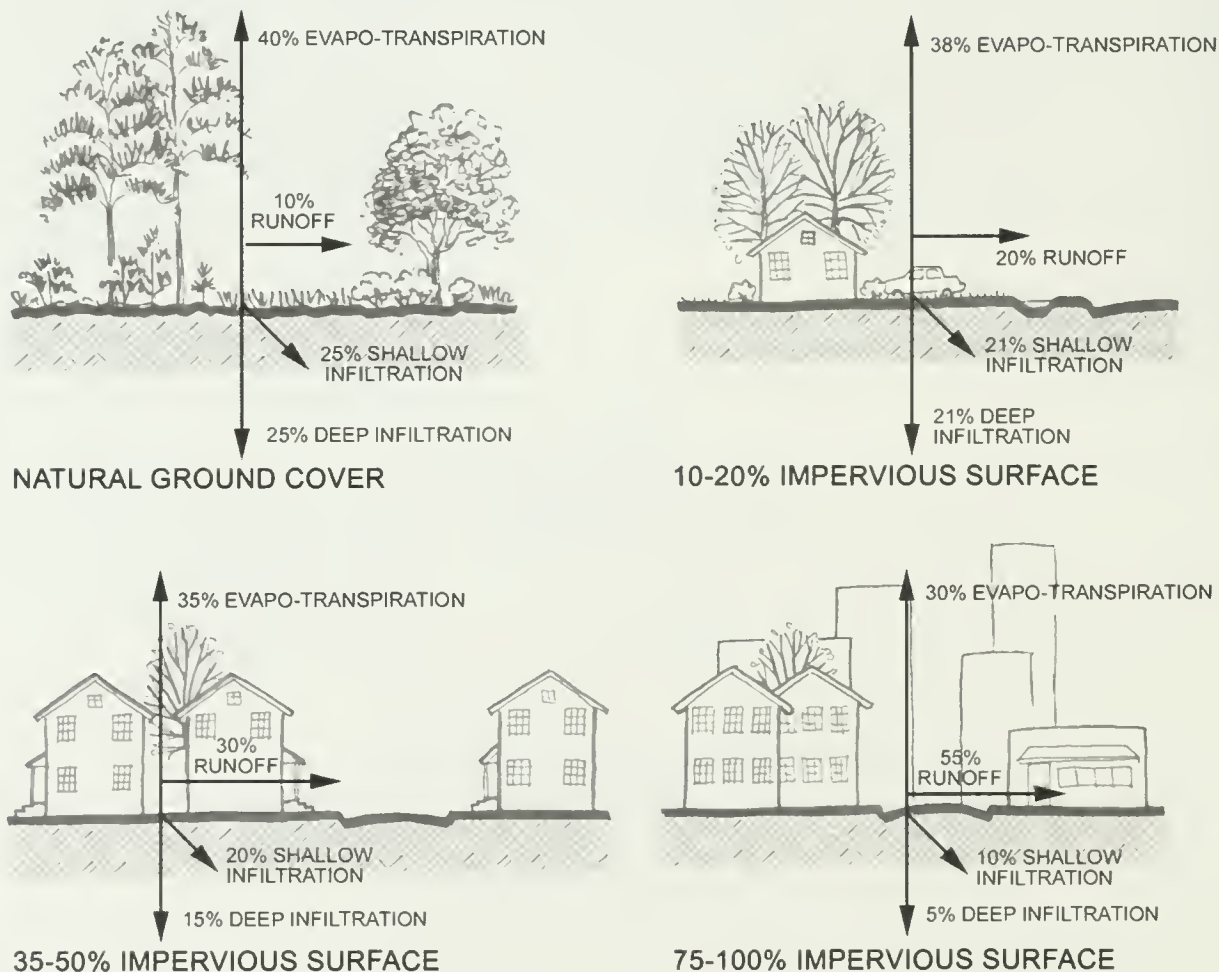 40% EVAPO-TRANSPIRATION
10%
RUNOFF
25% SHALLOW
INFILTRATION
25% DEEP INFILTRATION
NATURAL GROUND COVER
38% EVAPO-TRANSPIRATION
20% RUNOFF
21% SHALLOW
INFILTRATION
21% DEEP
INFILTRATION
10-20% IMPERVIOUS SURFACE
35% EVAPO-TRANSPIRATION
30%
RUNOFF
20% SHALLOW
INFILTRATION
15% DEEP INFILTRATION
35-50% IMPERVIOUS SURFACE
30% EVAPO-TRANSPIRATION
55%
RUNOFF
10% SHALLOW
INFILTRATION
5% DEEP INFILTRATION
75-100% IMPERVIOUS SURFACE